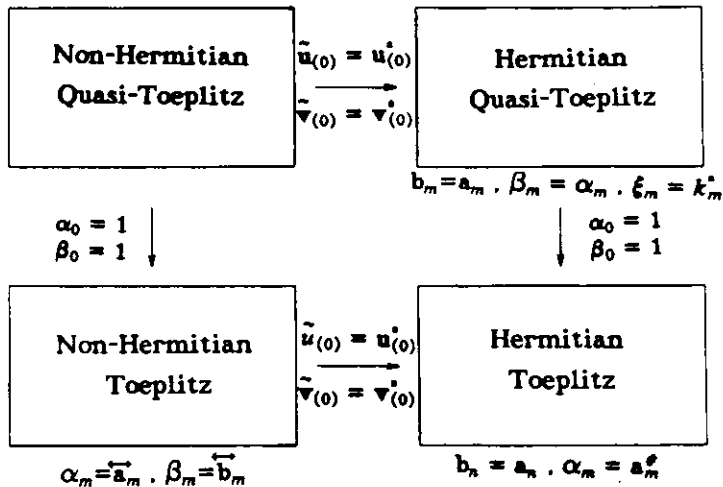 Non-Hermitian
Quasi-Toeplitz
ũ₍₀₎ = u*₍₀₎
ṽ₍₀₎ = v*₍₀₎
Hermitian
Quasi-Toeplitz
bₘ=aₘ , βₘ = αₘ , ξₘ = k*ₘ
α₀ = 1
β₀ = 1
α₀ = 1
β₀ = 1
Non-Hermitian
Toeplitz
ũ₍₀₎ = u*₍₀₎
ṽ₍₀₎ = v*₍₀₎
Hermitian
Toeplitz
αₘ=a⃡ₘ , βₘ=b⃡ₘ
bₙ = aₙ , αₘ = a#ₘ